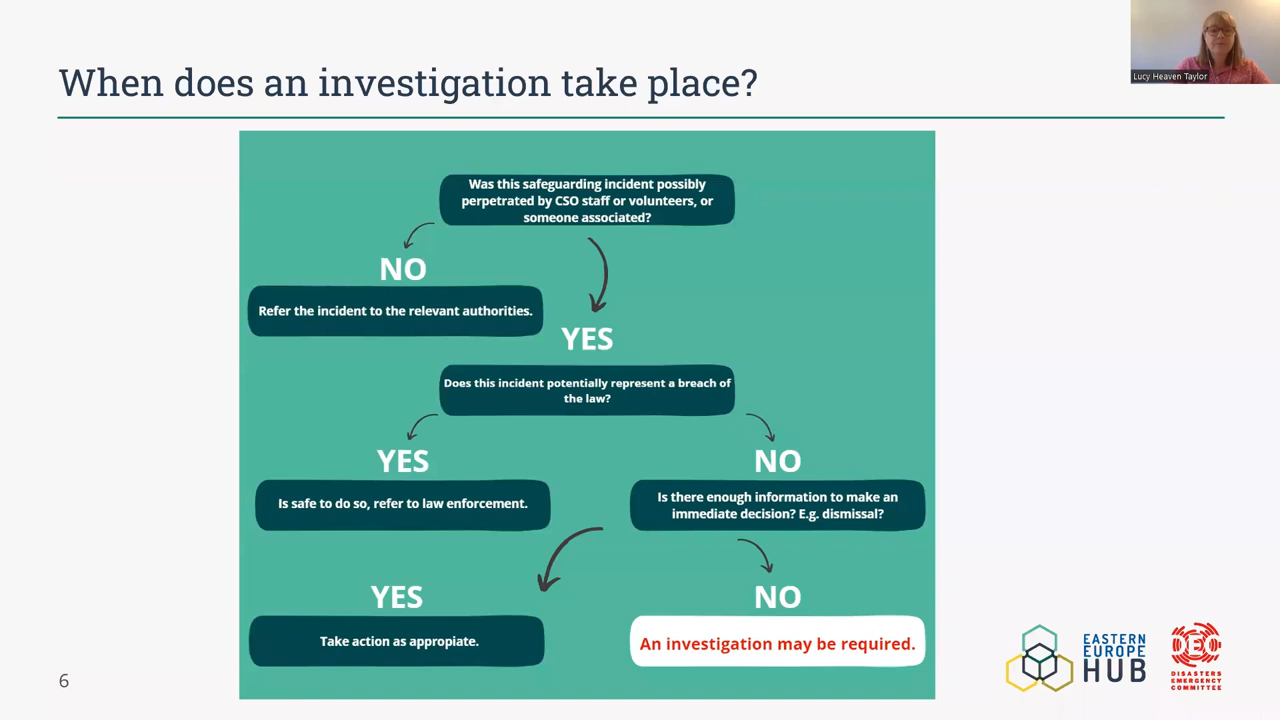 When does an investigation take place?
Lucy Heaven Taylor
Was this safeguarding incident possibly
perpetrated by CSO staff or volunteers, or
someone associated?
NO
Refer the incident to the relevant authorities.
YES
Does this incident potentially represent a breach of
the law?
YES
NO
Is safe to do so, refer to law enforcement.
Is there enough information to make an
immediate decision? E.g. dismissal?
YES
NO
Take action as appropiate.
An investigation may be required.
6
EASTERN
EUROPE
HUB
DEC
DISASTERS
EMERGENCY
COMMITTEE